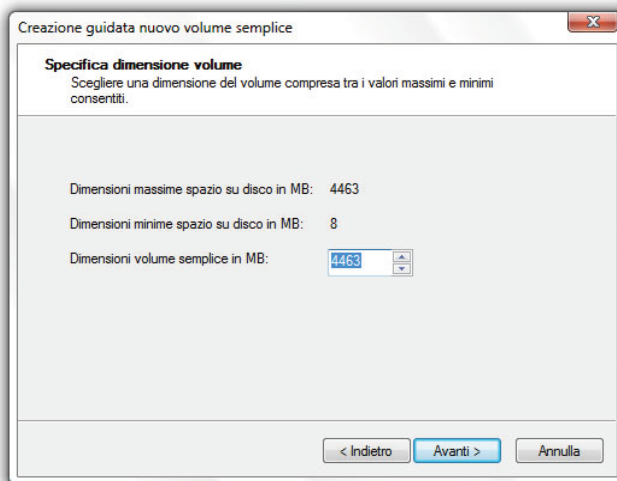 Creazione guidata nuovo volume semplice
Specifica dimensione volume
Scegliere una dimensione del volume compresa tra i valori massimi e minimi
consentiti.
Dimensioni massime spazio su disco in MB: 4463
Dimensioni minime spazio su disco in MB: 8
Dimensioni volume semplice in MB: 4463
< Indietro Avanti > Annulla